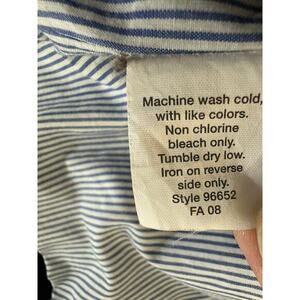 Machine wash cold,
with like colors.
Non chlorine
bleach only.
Tumble dry low.
Iron on reverse
side only.
Style 96652
FA 08